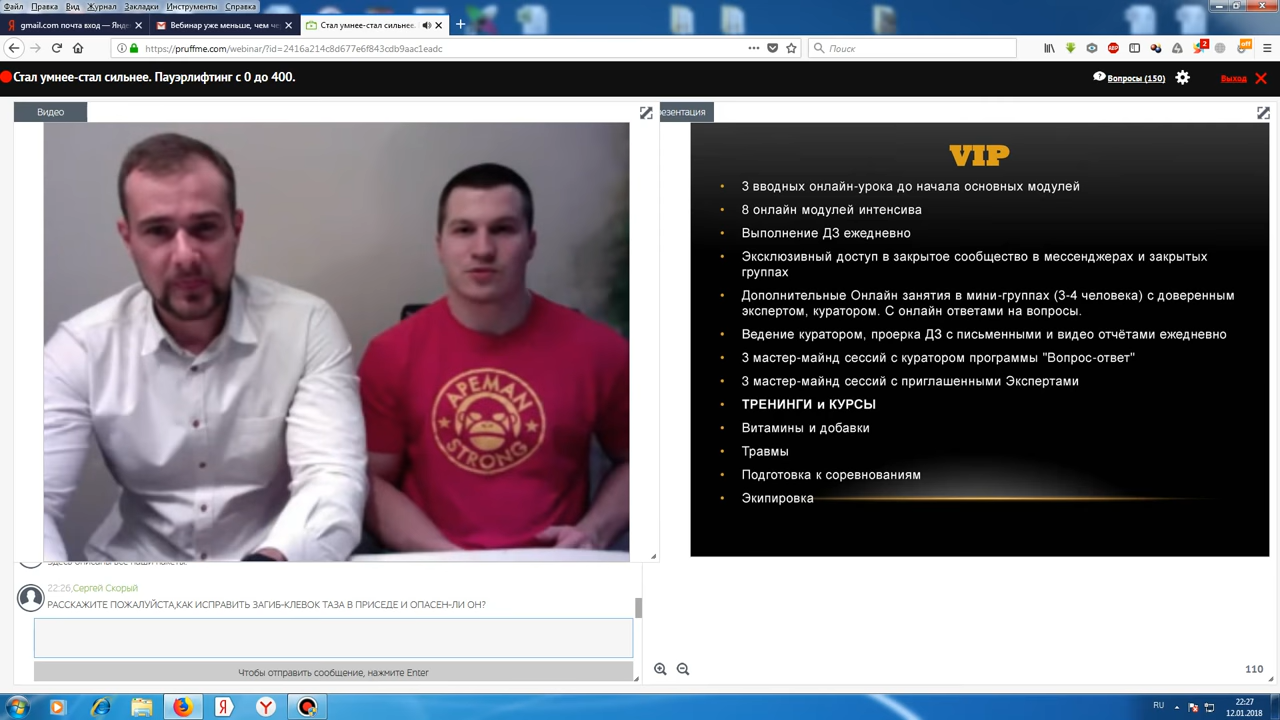 Файл Правка Вид Журнал Закладки Инструменты Справка
gmail.com почта вход — Янде
Вебинар уже меньше, чем че
Стал умнее-стал сильнее.
https://pruffme.com/webinar/?id=2416a214c8d677e6f843cdb9aac1eadc
Поиск
ABP
2
off
Стал умнее-стал сильнее. Пауэрлифтинг с 0 до 400.
Вопросы (150)
Выход
Видео
резентация
APEMAN
STRONG
VIP
• 3 вводных онлайн-урока до начала основных модулей
• 8 онлайн модулей интенсива
• Выполнение ДЗ ежедневно
• Эксклюзивный доступ в закрытое сообщество в мессенджерах и закрытых
группах
• Дополнительные Онлайн занятия в мини-группах (3-4 человека) с доверенным
экспертом, куратором. С онлайн ответами на вопросы.
• Ведение куратором, проерка ДЗ с письменными и видео отчётами ежедневно
• 3 мастер-майнд сессий с куратором программы "Вопрос-ответ"
• 3 мастер-майнд сессий с приглашенными Экспертами
• ТРЕНИНГИ и КУРСЫ
• Витамины и добавки
• Травмы
• Подготовка к соревнованиям
• Экипировка
22:26,Сергей Скорый
РАССКАЖИТЕ ПОЖАЛУЙСТА,КАК ИСПРАВИТЬ ЗАГИБ-КЛЕВОК ТАЗА В ПРИСЕДЕ И ОПАСЕН-ЛИ ОН?
Чтобы отправить сообщение, нажмите Enter
110
RU
22:27
12.01.2018